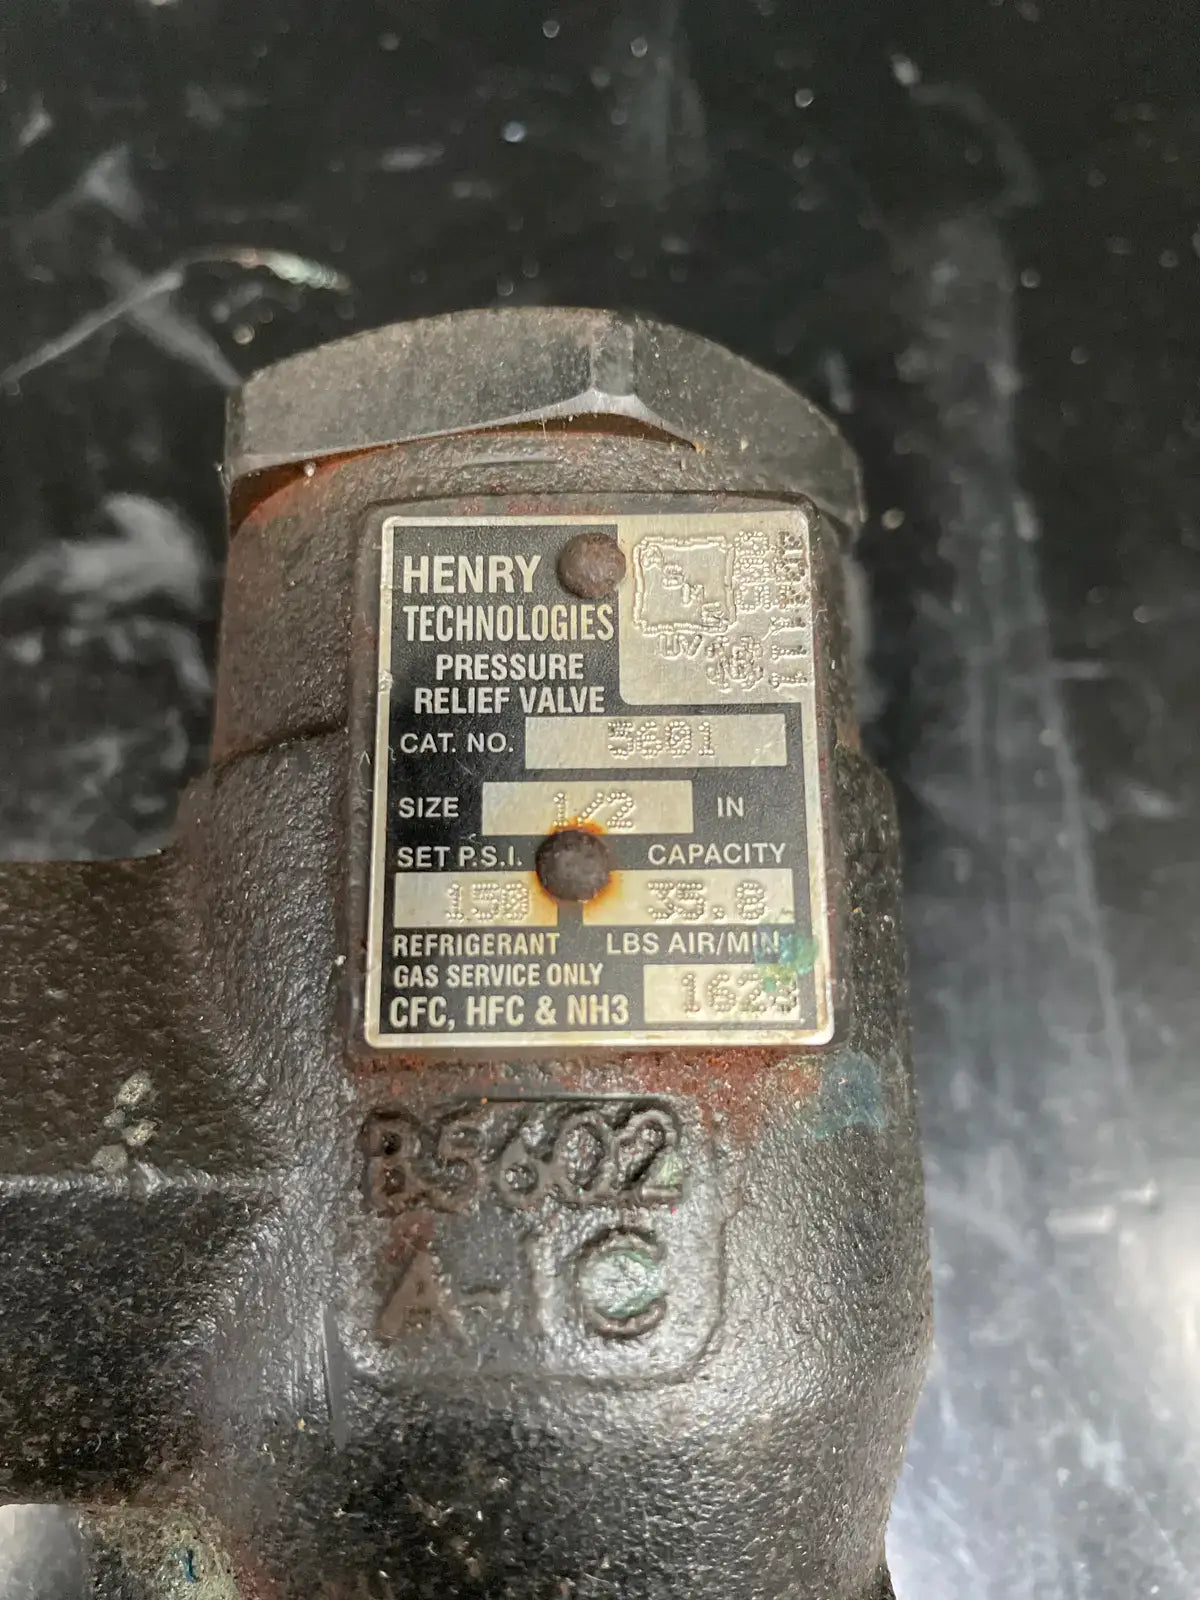 HENRY
TECHNOLOGIES
PRESSURE
RELIEF VALVE
CAT. NO. 5601
SIZE 1/2 IN
SET P.S.I. CAPACITY
150 35.8
REFRIGERANT LBS AIR/MIN
GAS SERVICE ONLY
CFC, HFC & NH3 1623
B5602
A-C